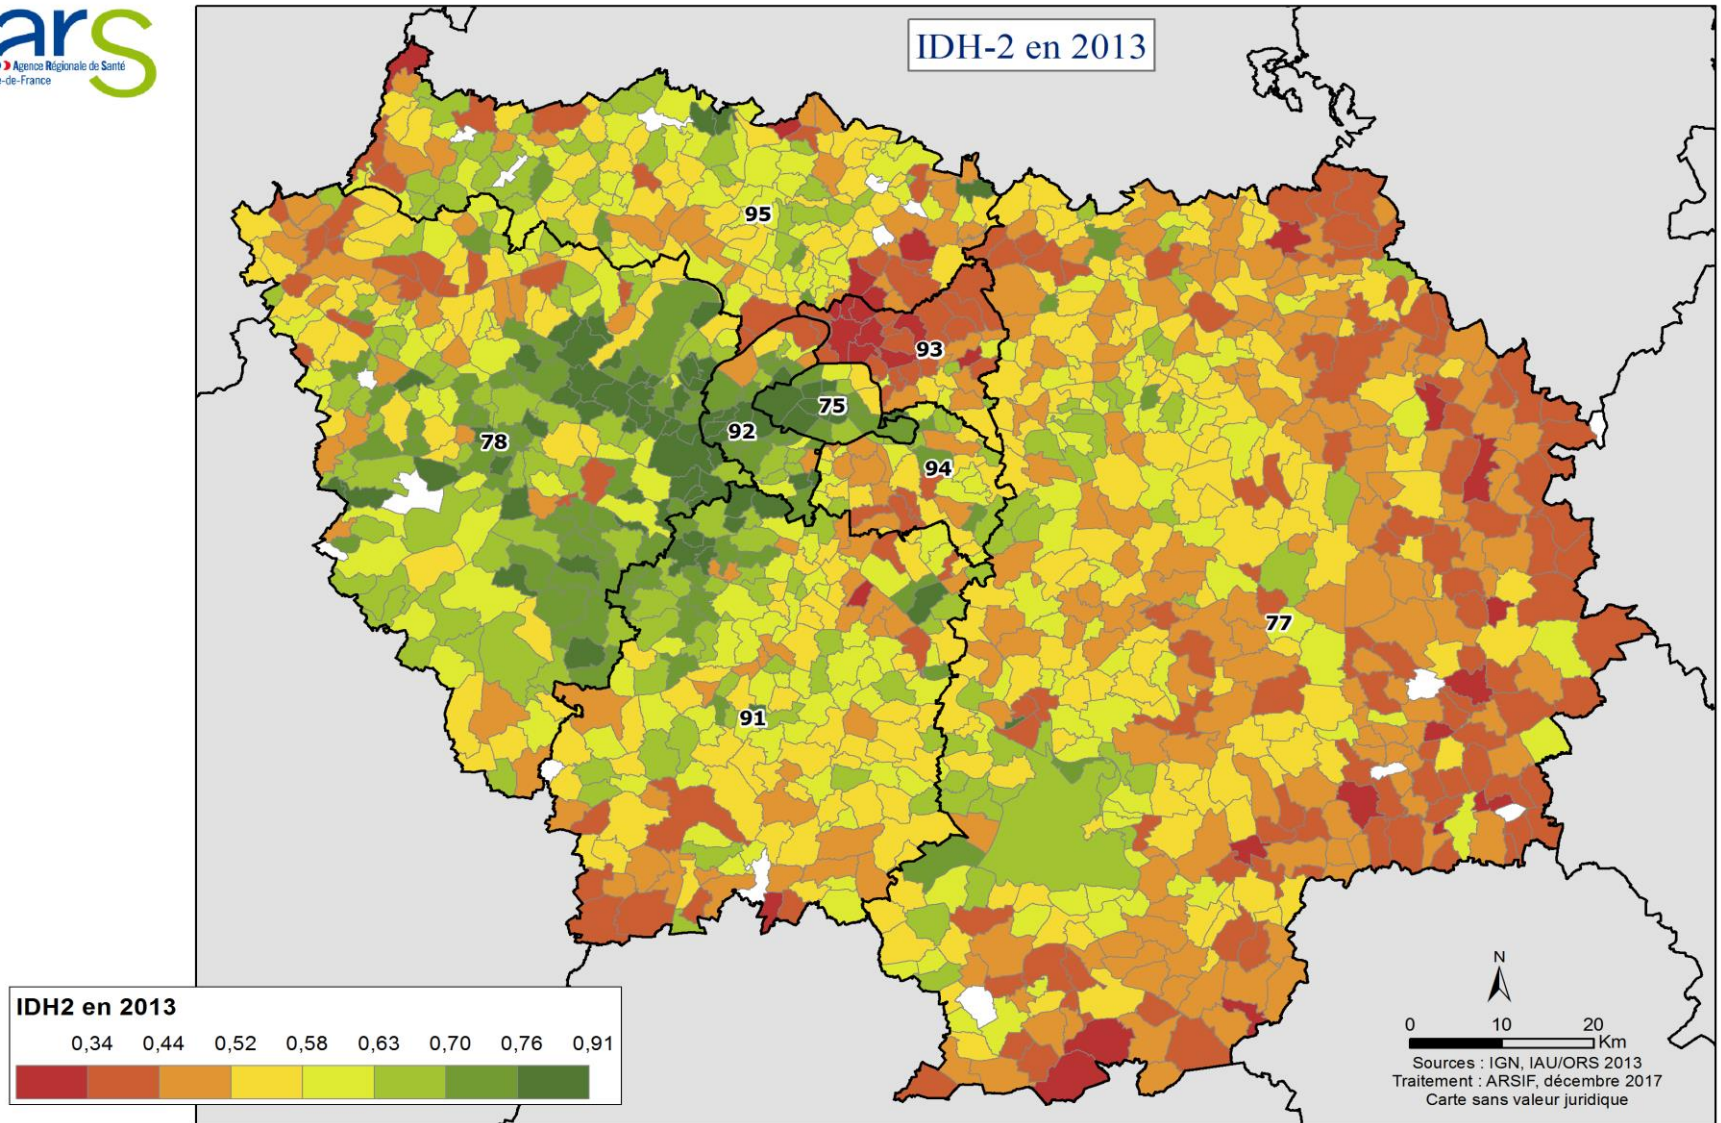 ars
Agence Régionale de Santé
e-de-France
IDH-2 en 2013
95
93
75
92
78
94
77
91
IDH2 en 2013
0,34 0,44 0,52 0,58 0,63 0,70 0,76 0,91
N
0 10 20
Km
Sources : IGN, IAU/ORS 2013
Traitement : ARSIF, décembre 2017
Carte sans valeur juridique